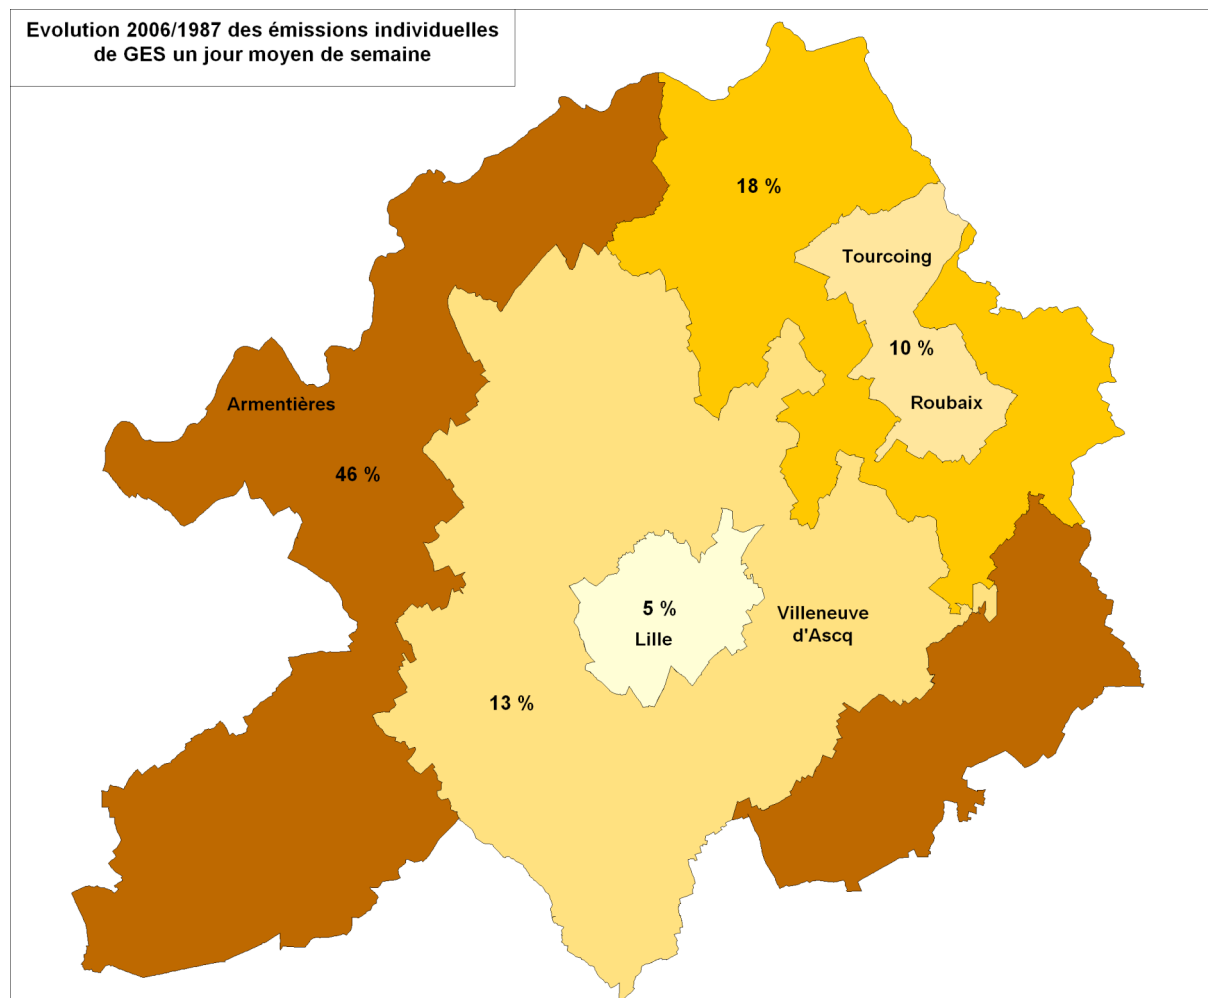 Evolution 2006/1987 des émissions individuelles
de GES un jour moyen de semaine
18 %
Tourcoing
10 %
Roubaix
Armentières
46 %
5 %
Lille
Villeneuve
d'Ascq
13 %